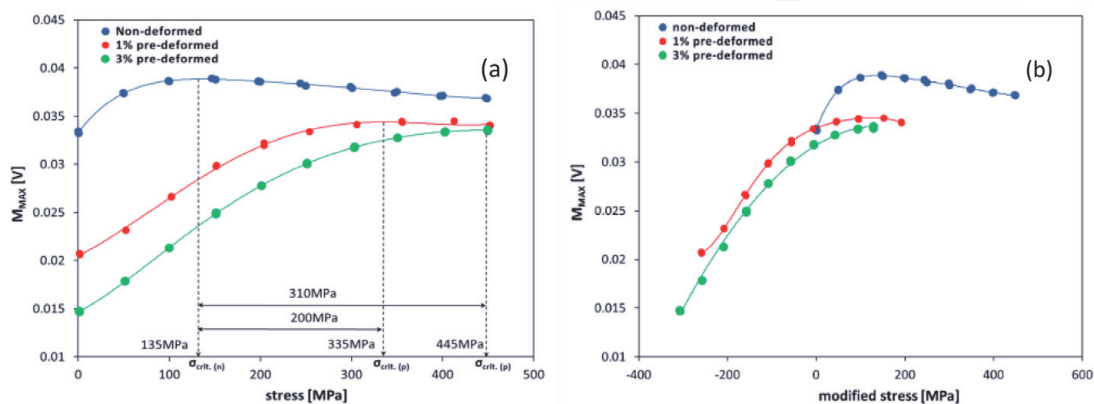 0.045
0.04
0.035
0.03
0.025
0.02
0.015
0.01
M_MAX [V]
Non-deformed
1% pre-deformed
3% pre-deformed
(a)
310MPa
200MPa
135MPa
335MPa
445MPa
0 100 200 300 400 500
σcrit. (n)
σcrit. (p)
σcrit. (p)
stress [MPa]
0.045
0.04
0.035
0.03
0.025
0.02
0.015
0.01
M_MAX [V]
non-deformed
1% pre-deformed
3% pre-deformed
(b)
-400 -200 0 200 400 600
modified stress [MPa]